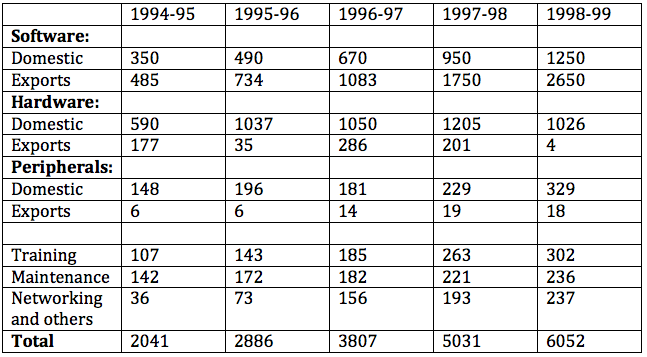 1994-95 1995-96 1996-97 1997-98 1998-99
Software:
Domestic 350 490 670 950 1250
Exports 485 734 1083 1750 2650
Hardware:
Domestic 590 1037 1050 1205 1026
Exports 177 35 286 201 4
Peripherals:
Domestic 148 196 181 229 329
Exports 6 6 14 19 18
Training 107 143 185 263 302
Maintenance 142 172 182 221 236
Networking 36 73 156 193 237
and others
Total 2041 2886 3807 5031 6052